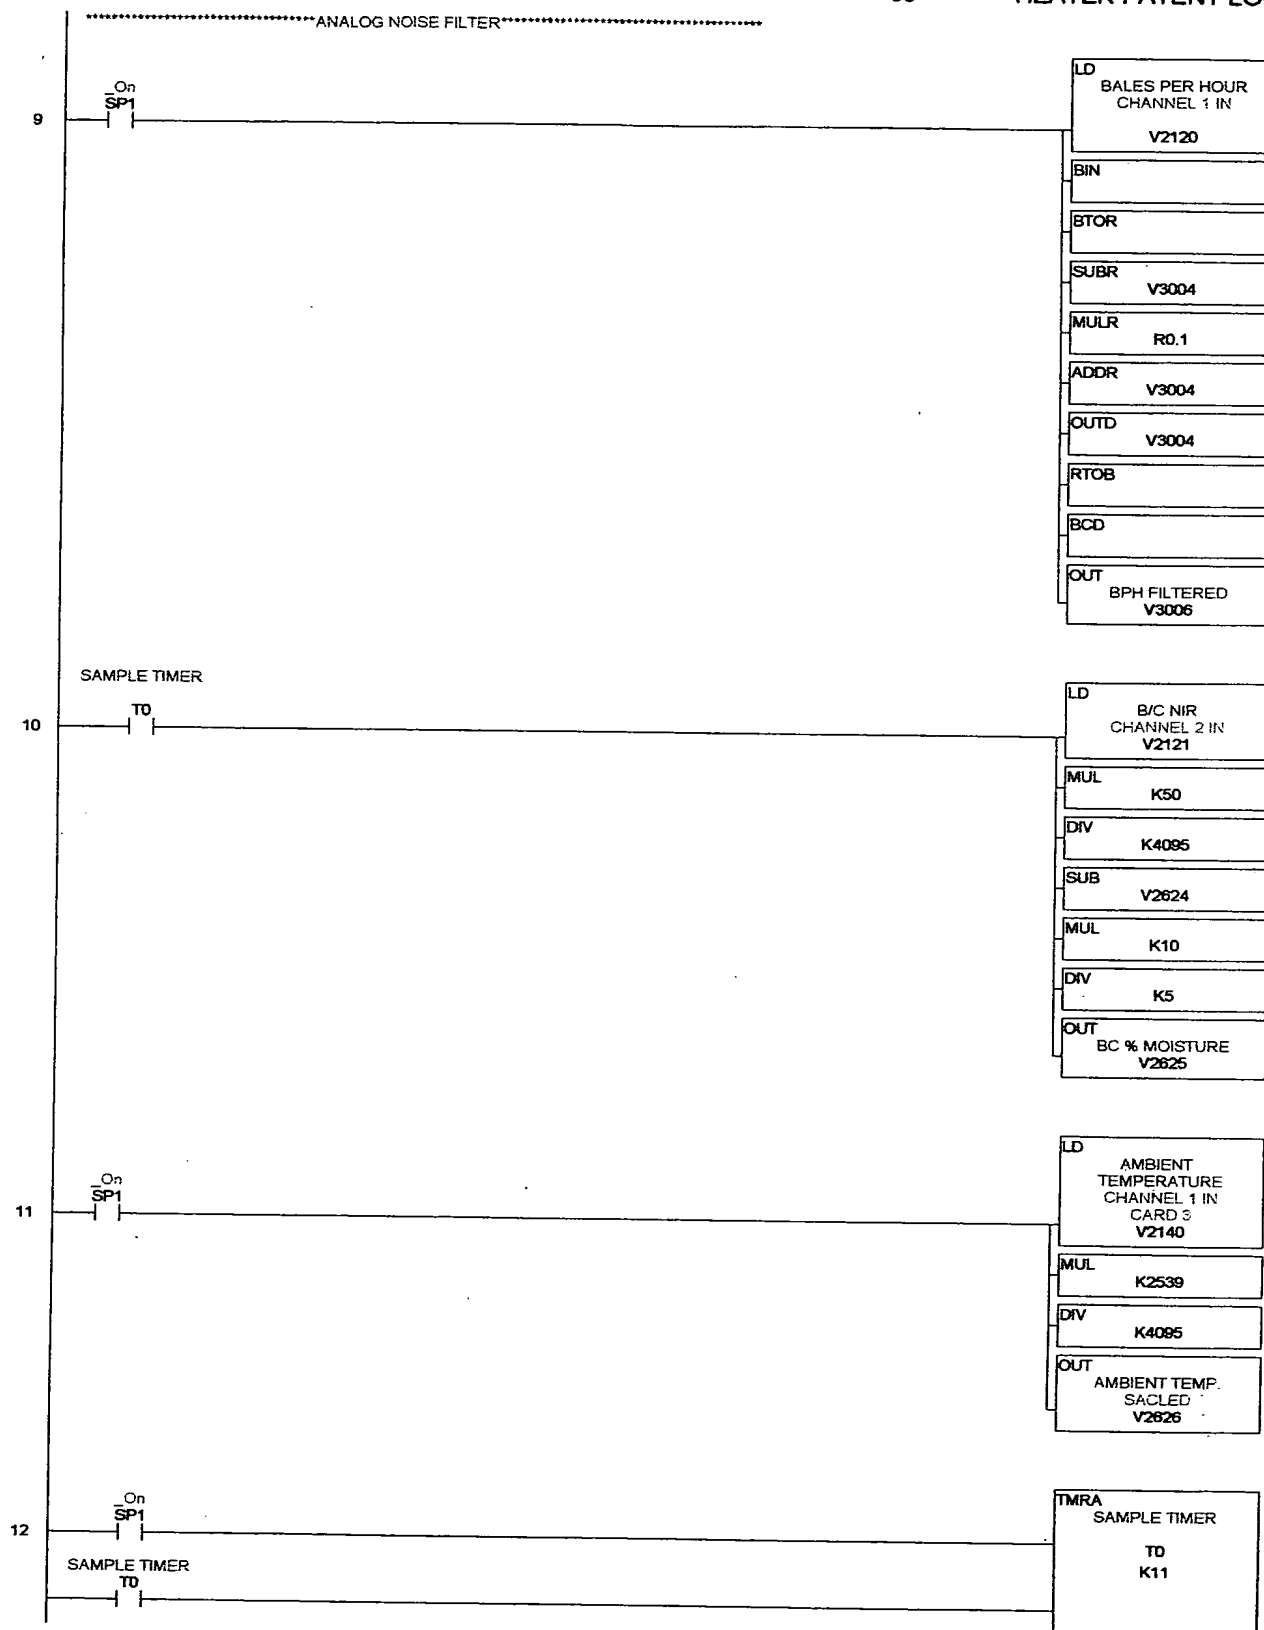 ANALOG NOISE FILTER
9
_On
SP1
LD
BALES PER HOUR
CHANNEL 1 IN
V2120
BIN
BTOR
SUBR
V3004
MULR
R0.1
ADDR
V3004
OUTD
V3004
RTOB
BCD
OUT
BPH FILTERED
V3006
SAMPLE TIMER
10
T0
LD
B/C NIR
CHANNEL 2 IN
V2121
MUL
K50
DIV
K4095
SUB
V2624
MUL
K10
DIV
K5
OUT
BC % MOISTURE
V2625
11
_On
SP1
LD
AMBIENT
TEMPERATURE
CHANNEL 1 IN
CARD 3
V2140
MUL
K2539
DIV
K4095
OUT
AMBIENT TEMP.
SACLED
V2626
12
_On
SP1
TMRA
SAMPLE TIMER
T0
K11
SAMPLE TIMER
T0